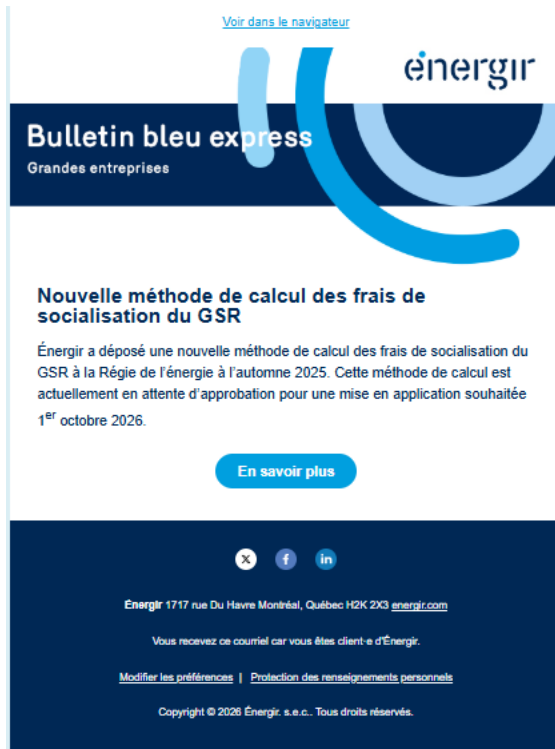 Voir dans le navigateur
énergir
Bulletin bleu express
Grandes entreprises
Nouvelle méthode de calcul des frais de
socialisation du GSR
Énergir a déposé une nouvelle méthode de calcul des frais de socialisation du
GSR à la Régie de l'énergie à l'automne 2025. Cette méthode de calcul est
actuellement en attente d'approbation pour une mise en application souhaitée
1er octobre 2026.
En savoir plus
X f in
Énergir 1717 rue Du Havre Montréal, Québec H2K 2X3 energir.com
Vous recevez ce courriel car vous êtes client·e d'Énergir.
Modifier les préférences | Protection des renseignements personnels
Copyright © 2026 Énergir. s.e.c.. Tous droits réservés.